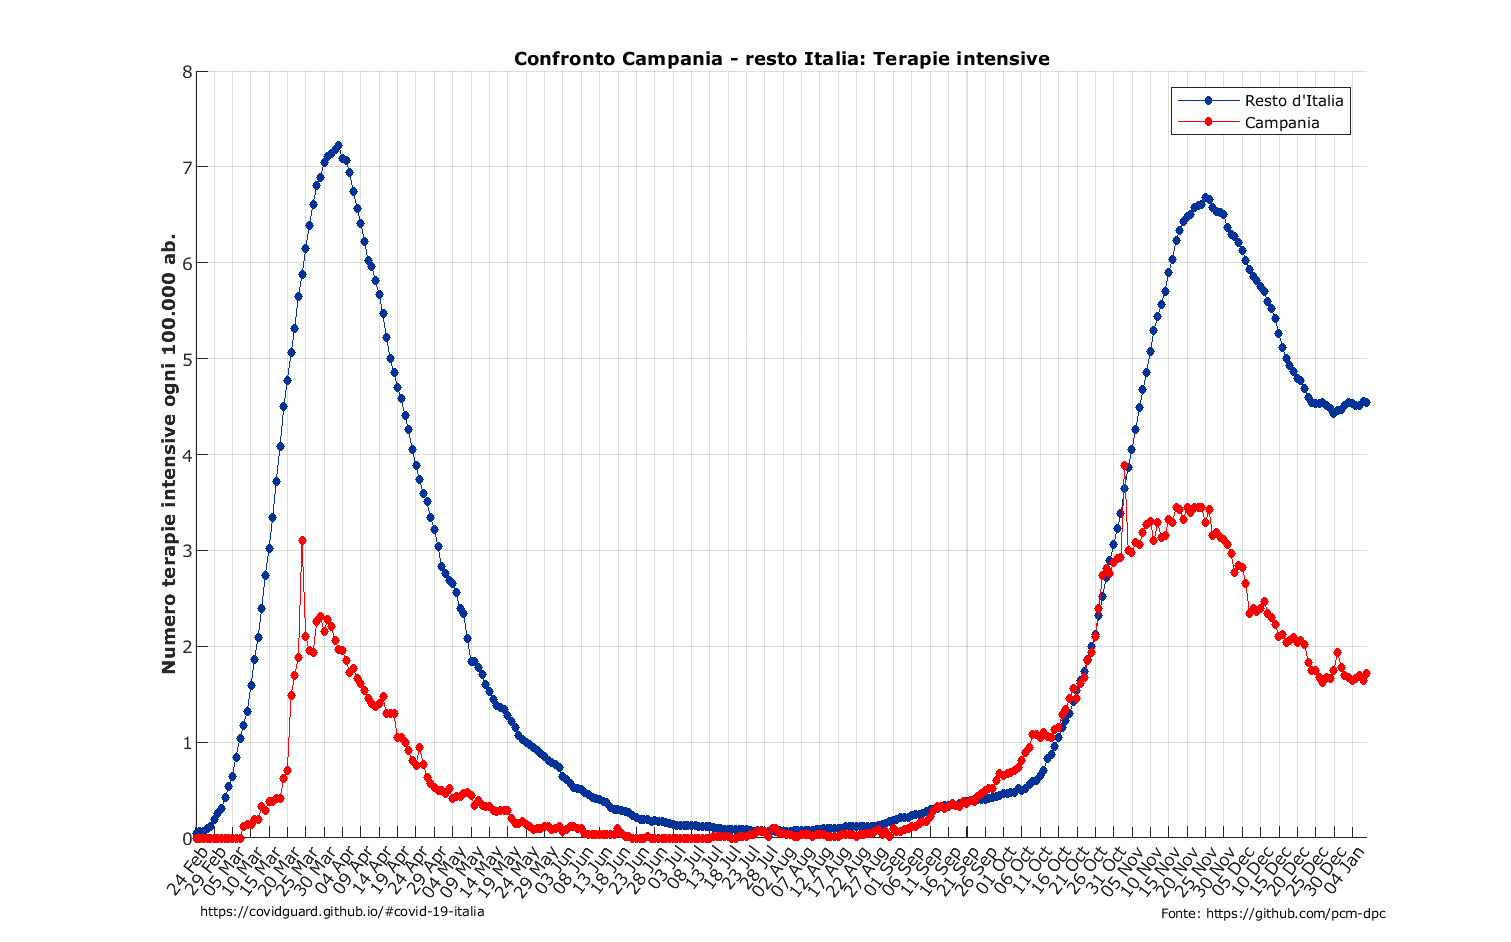 Confronto Campania - resto Italia: Terapie intensive
Numero terapie intensive ogni 100.000 ab.
8
7
6
5
4
3
2
1
0
Resto d'Italia
Campania
24 Feb
29 Feb
05 Mar
10 Mar
15 Mar
20 Mar
25 Mar
30 Mar
04 Apr
09 Apr
14 Apr
19 Apr
24 Apr
29 Apr
04 May
09 May
14 May
19 May
24 May
29 May
03 Jun
08 Jun
13 Jun
18 Jun
23 Jun
28 Jun
03 Jul
08 Jul
13 Jul
18 Jul
23 Jul
28 Jul
02 Aug
07 Aug
12 Aug
17 Aug
22 Aug
27 Aug
01 Sep
06 Sep
11 Sep
16 Sep
21 Sep
26 Sep
01 Oct
06 Oct
11 Oct
16 Oct
21 Oct
26 Oct
31 Oct
05 Nov
10 Nov
15 Nov
20 Nov
25 Nov
30 Nov
05 Dec
10 Dec
15 Dec
20 Dec
25 Dec
30 Dec
04 Jan
https://covidguard.github.io/#covid-19-italia
Fonte: https://github.com/pcm-dpc